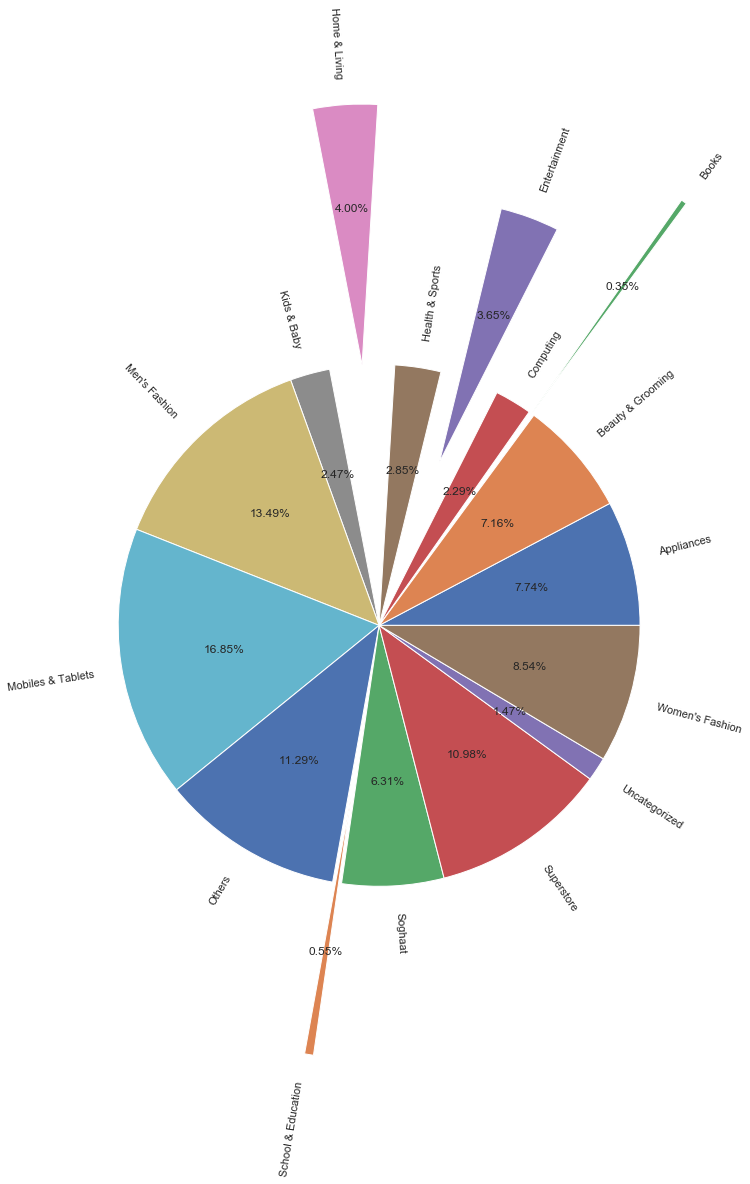 Home & Living
4.00%
Entertainment
3.65%
Books
0.35%
Health & Sports
2.85%
Computing
2.29%
Kids & Baby
2.47%
Beauty & Grooming
7.16%
Men's Fashion
13.49%
Appliances
7.74%
Mobiles & Tablets
16.85%
Women's Fashion
8.54%
Uncategorized
1.47%
Others
11.29%
Soghaat
6.31%
Superstore
10.98%
School & Education
0.55%